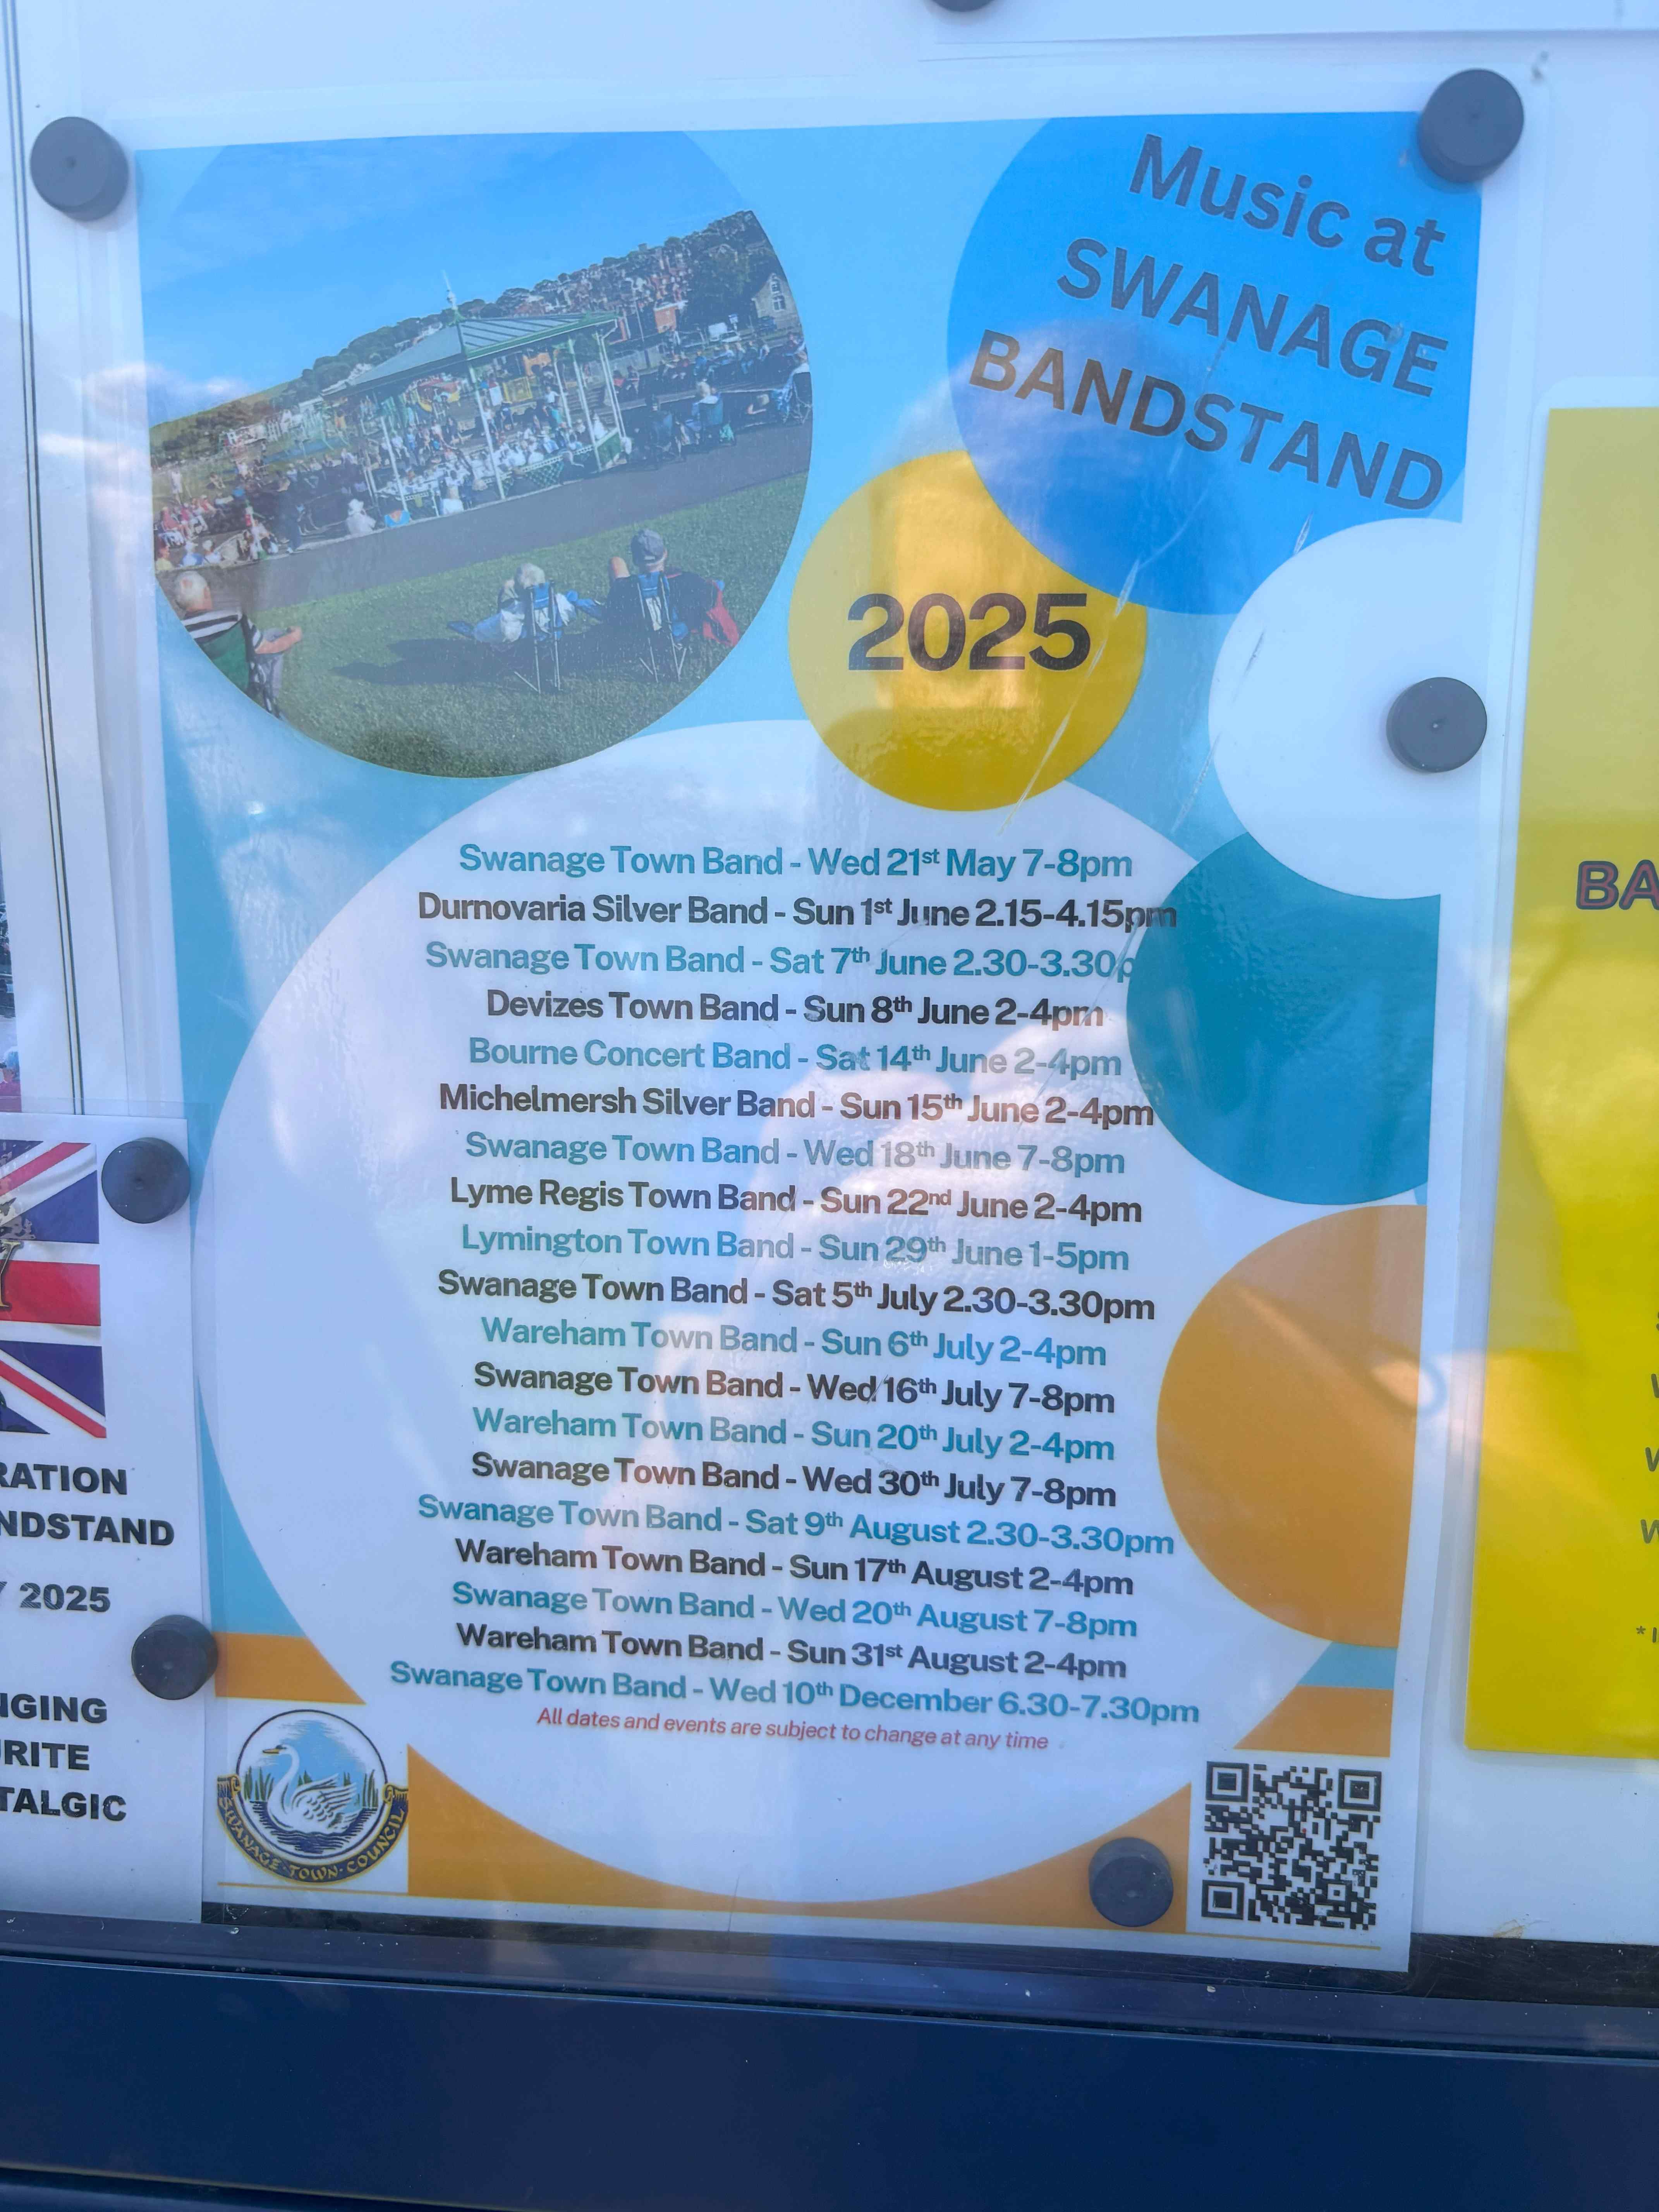 Music at
SWANAGE
BANDSTAND
2025
Swanage Town Band - Wed 21st May 7-8pm
Durnovaria Silver Band - Sun 1st June 2.15-4.15pm
Swanage Town Band - Sat 7th June 2.30-3.30p
Devizes Town Band - Sun 8th June 2-4pm
Bourne Concert Band - Sat 14th June 2-4pm
Michelmersh Silver Band - Sun 15th June 2-4pm
Swanage Town Band - Wed 18th June 7-8pm
Lyme Regis Town Band - Sun 22nd June 2-4pm
Lymington Town Band - Sun 29th June 1-5pm
Swanage Town Band - Sat 5th July 2.30-3.30pm
Wareham Town Band - Sun 6th July 2-4pm
Swanage Town Band - Wed 16th July 7-8pm
Wareham Town Band - Sun 20th July 2-4pm
Swanage Town Band - Wed 30th July 7-8pm
Swanage Town Band - Sat 9th August 2.30-3.30pm
Wareham Town Band - Sun 17th August 2-4pm
Swanage Town Band - Wed 20th August 7-8pm
Wareham Town Band - Sun 31st August 2-4pm
Swanage Town Band - Wed 10th December 6.30-7.30pm
All dates and events are subject to change at any time
SWANAGE · TOWN · COUNCIL
RATION
NDSTAND
Y 2025
NGING
RITE
TALGIC
BA